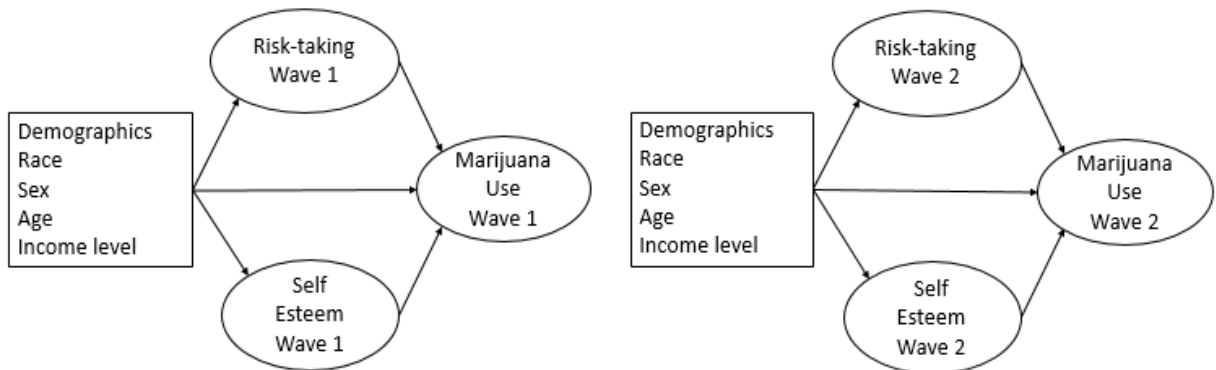 Risk-taking
Wave 1
Demographics
Race
Sex
Age
Income level
Marijuana
Use
Wave 1
Self
Esteem
Wave 1
Risk-taking
Wave 2
Demographics
Race
Sex
Age
Income level
Marijuana
Use
Wave 2
Self
Esteem
Wave 2